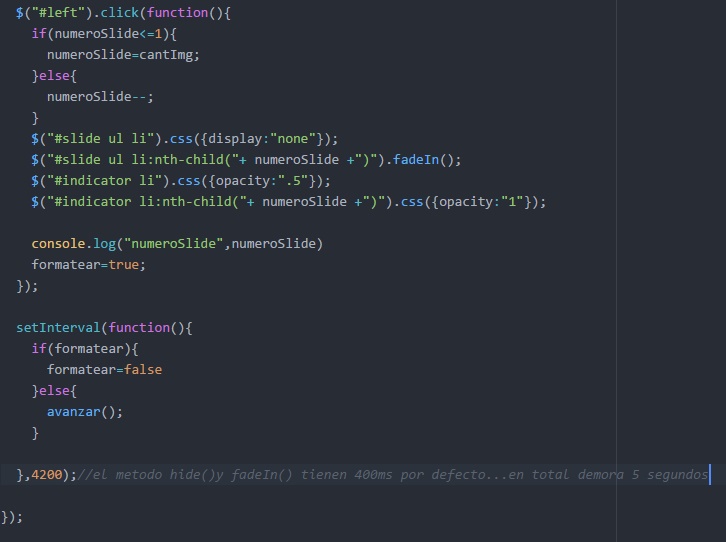 $("#left").click(function(){
if(numeroSlide<=1){
numeroSlide=cantImg;
}else{
numeroSlide--;
}
$("#slide ul li").css({display:"none"});
$("#slide ul li:nth-child("+ numeroSlide +")").fadeIn();
$("#indicator li").css({opacity:".5"});
$("#indicator li:nth-child("+ numeroSlide +")").css({opacity:"1"});
console.log("numeroSlide",numeroSlide)
formatear=true;
});
setInterval(function(){
if(formatear){
formatear=false
}else{
avanzar();
}
},4200);//el metodo hide()y fadeIn() tienen 400ms por defecto...en total demora 5 segundos
});